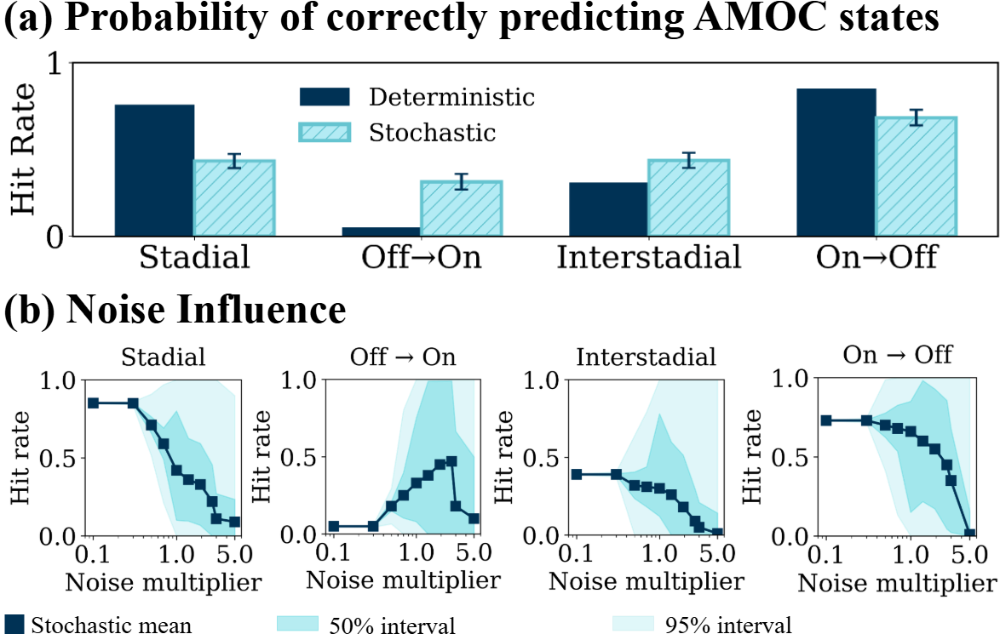 (a) Probability of correctly predicting AMOC states
1
Hit Rate
0
Deterministic
Stochastic
Stadial
Off→On
Interstadial
On→Off
(b) Noise Influence
Stadial
Hit rate
1.0
0.5
0.0
0.1
1.0
5.0
Noise multiplier
Off → On
Hit rate
1.0
0.5
0.0
0.1
1.0
5.0
Noise multiplier
Interstadial
Hit rate
1.0
0.5
0.0
0.1
1.0
5.0
Noise multiplier
On → Off
Hit rate
1.0
0.5
0.0
0.1
1.0
5.0
Noise multiplier
Stochastic mean
50% interval
95% interval